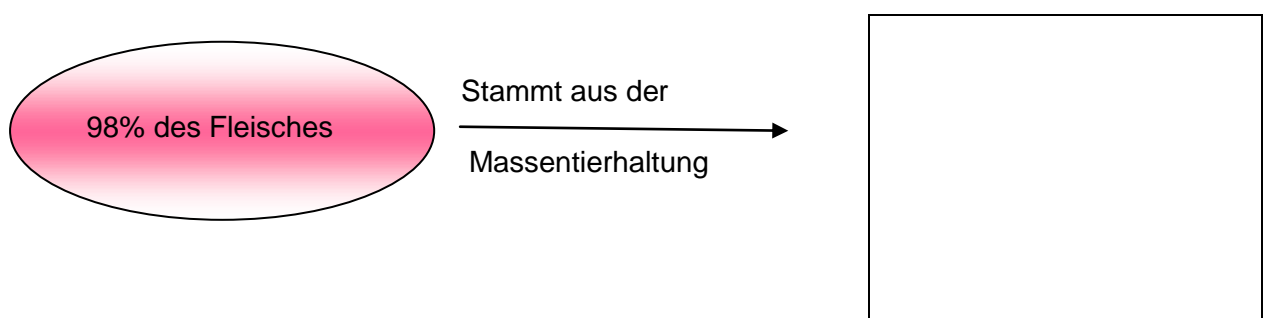 98% des Fleisches
Stammt aus der
Massentierhaltung